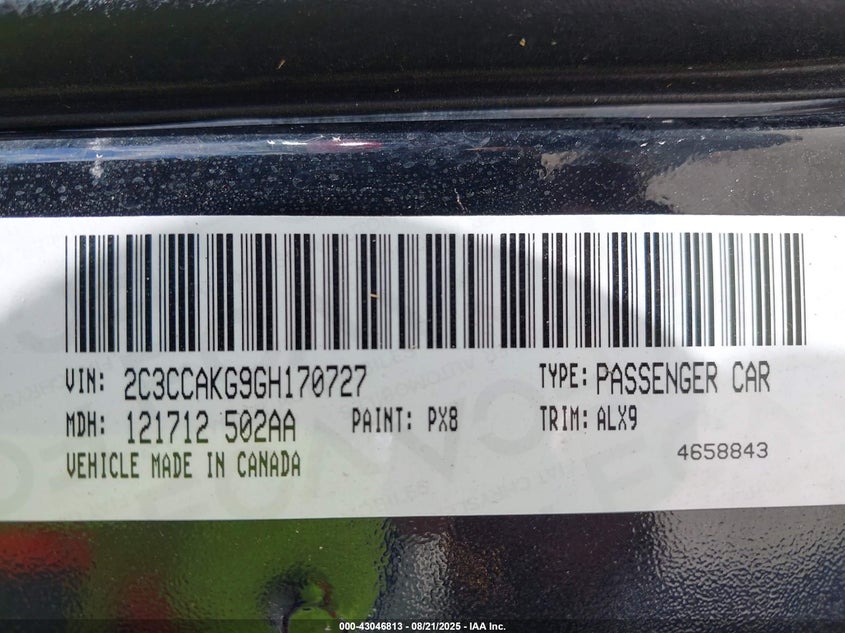 VIN: 2C3CCAKG9GH170727 TYPE: PASSENGER CAR
MDH: 121712 502AA PAINT: PX8 TRIM: ALX9
VEHICLE MADE IN CANADA 4658843
000-43046813 - 08/21/2025 - IAA Inc.